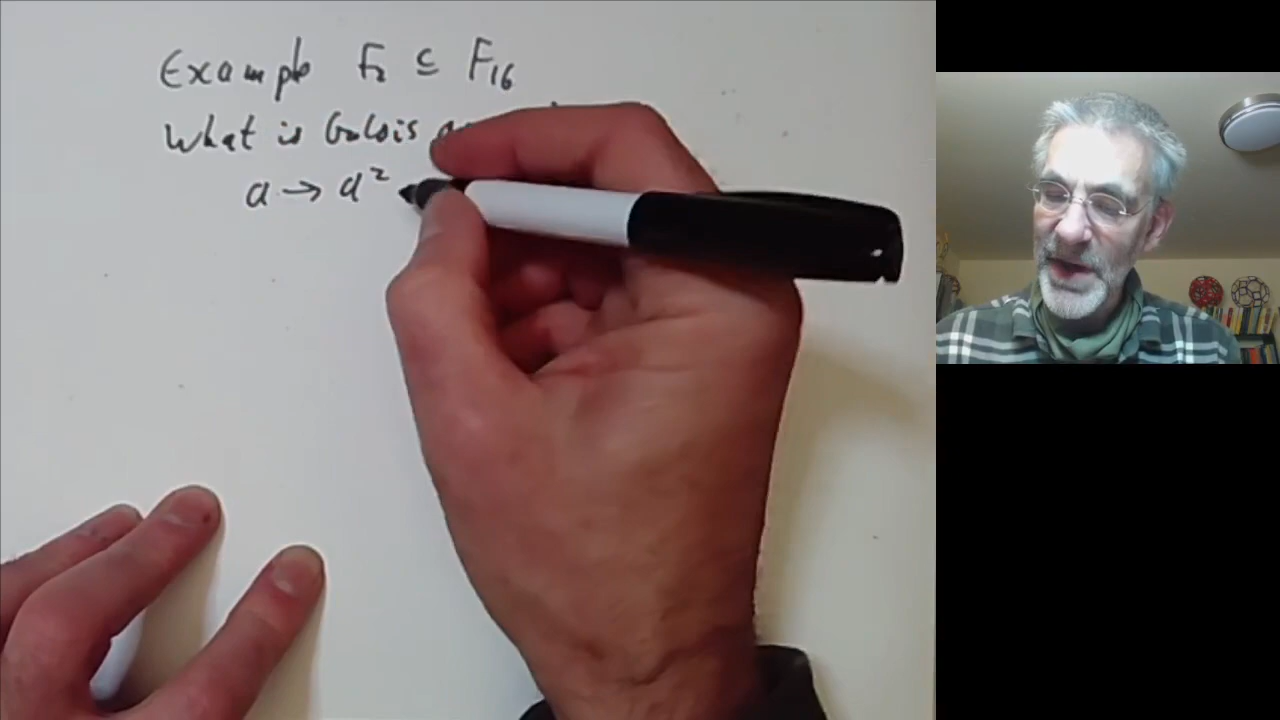 Example F₂ ⊆ F₁₆
What is Galois
a → a²